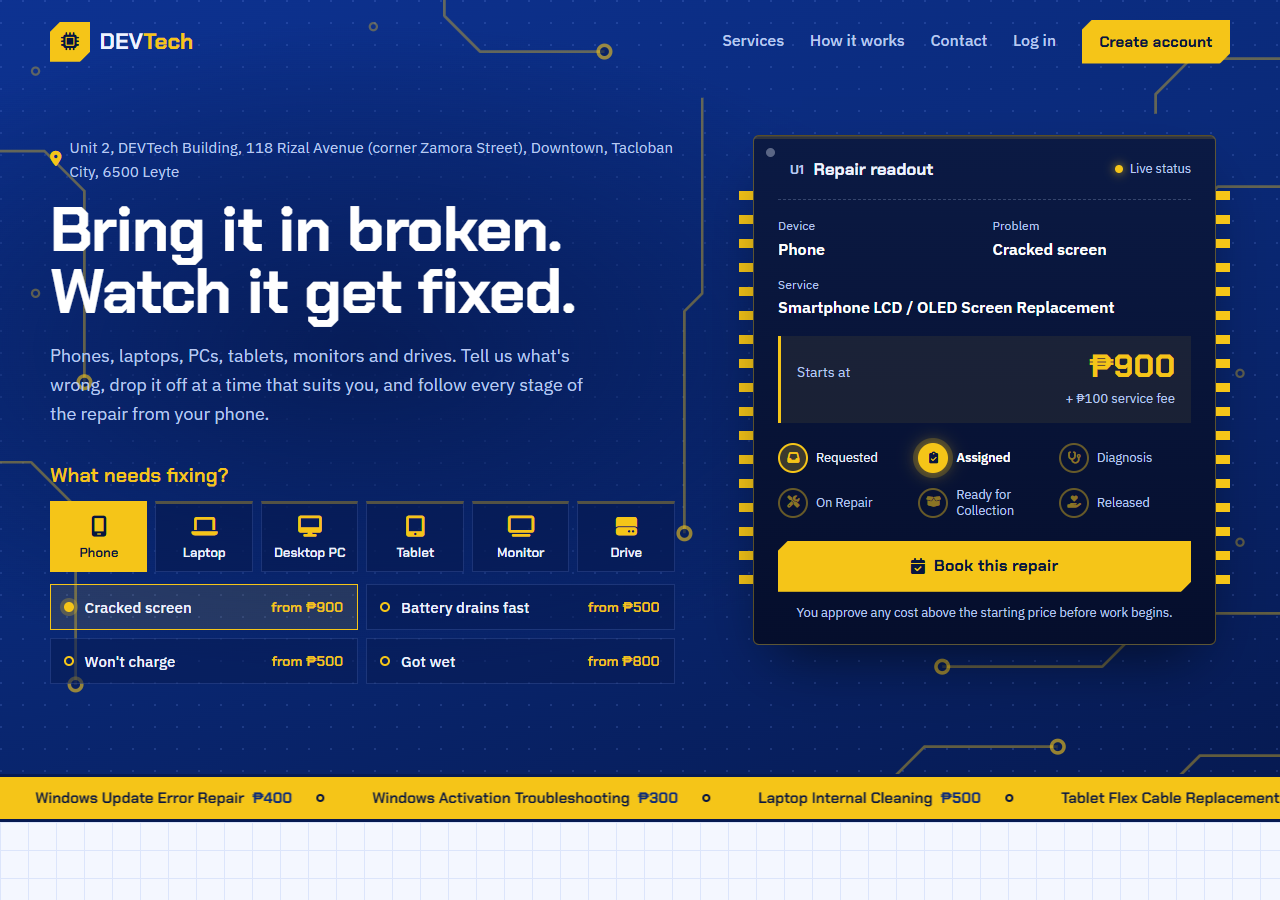 DEVTech
Services
How it works
Contact
Log in
Create account
Unit 2, DEVTech Building, 118 Rizal Avenue (corner Zamora Street), Downtown, Tacloban
City, 6500 Leyte
Bring it in broken.
Watch it get fixed.
Phones, laptops, PCs, tablets, monitors and drives. Tell us what's
wrong, drop it off at a time that suits you, and follow every stage of
the repair from your phone.
What needs fixing?
Phone
Laptop
Desktop PC
Tablet
Monitor
Drive
Cracked screen from ₱900
Battery drains fast from ₱500
Won't charge from ₱500
Got wet from ₱800
U1 Repair readout
Live status
Device
Problem
Phone
Cracked screen
Service
Smartphone LCD / OLED Screen Replacement
Starts at
₱900
+ ₱100 service fee
Requested
Assigned
Diagnosis
On Repair
Ready for
Collection
Released
Book this repair
You approve any cost above the starting price before work begins.
Windows Update Error Repair ₱400
Windows Activation Troubleshooting ₱300
Laptop Internal Cleaning ₱500
Tablet Flex Cable Replacement